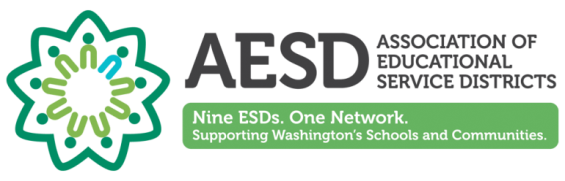 AESD
ASSOCIATION OF
EDUCATIONAL
SERVICE DISTRICTS
Nine ESDs. One Network.
Supporting Washington's Schools and Communities.